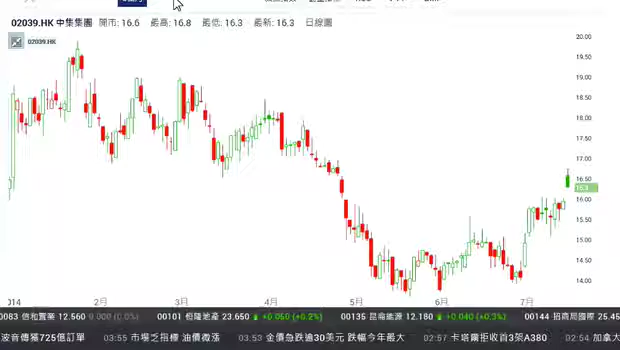 02039.HK 中集集團 開市: 16.6 最高: 16.8 最低: 16.3 最新: 16.3 日線圖
02039.HK
20.00
19.50
19.00
18.50
18.00
17.50
17.00
16.50
16.3
16.00
15.50
15.00
14.50
14.00
J14 2月 3月 4月 5月 6月 7月
0083 信和置業 12.560 0.000 (0.0%) 00101 恒隆地產 23.650 +0.050 (+0.2%) 00135 昆侖能源 12.180 +0.040 (+0.3%) 00144 招商局國際 25.45
波音傳獲725億訂單 03:55 市場乏指標 油價微漲 03:53 金價急跌逾30美元 跌幅今年最大 02:57 卡塔爾拒收首3架A380 02:54 加拿大